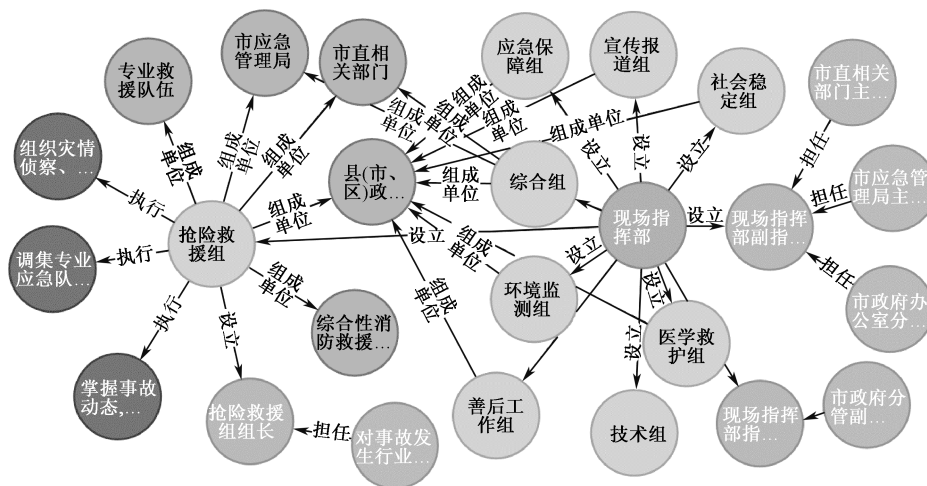 市应急
管理局
市直相
关部门
应急保
障组
宣传报
道组
社会稳
定组
市直相关
部门主…
专业救
援队伍
组织灾情
侦察、…
县(市、
区)政…
综合组
现场指
挥部
现场指挥
部副指…
市应急管
理局主…
抢险救
援组
调集专业
应急队…
环境监
测组
医学救
护组
市政府办
公室分…
综合性消
防救援…
掌握事故
动态,…
抢险救援
组组长
对事故发
生行业…
善后工
作组
技术组
现场指挥
部指…
市政府分
管副…
组成
单位
组成
单位
组成
单位
组成
单位
组成
单位
组成
单位
组成
单位
组成
单位
组成
单位
组成
单位
组成单位
组成
单位
组成
单位
组成
单位
执行
执行
执行
设立
设立
设立
设立
设立
设立
设立
设立
设立
设立
担任
担任
担任
担任